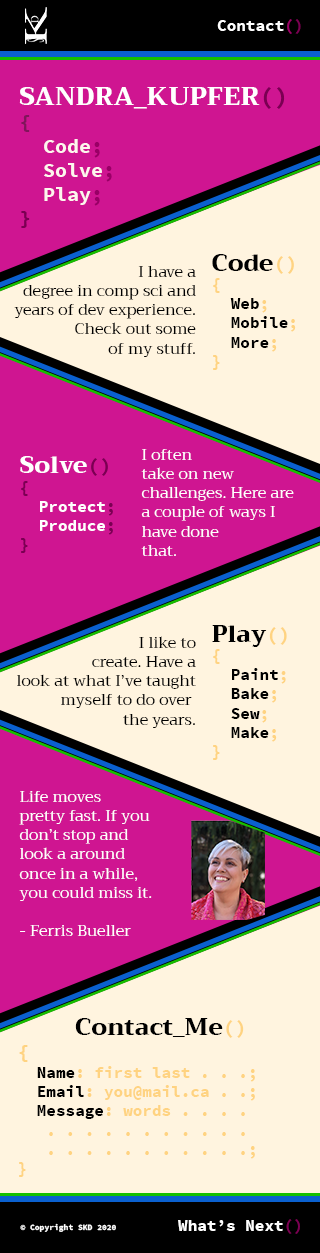 Contact()
SANDRA_KUPFER()
{
Code;
Solve;
Play;
}
I have a
degree in comp sci and
years of dev experience.
Check out some
of my stuff.
Code()
{
Web;
Mobile;
More;
}
Solve()
{
Protect;
Produce;
}
I often
take on new
challenges. Here are
a couple of ways I
have done
that.
I like to
create. Have a
look at what I've taught
myself to do over
the years.
Play()
{
Paint;
Bake;
Sew;
Make;
}
Life moves
pretty fast. If you
don't stop and
look a around
once in a while,
you could miss it.
- Ferris Bueller
Contact_Me()
{
Name: first last . . .;
Email: you@mail.ca . .;
Message: words . . . .
. . . . . . . . . . .
. . . . . . . . . . .;
}
© Copyright SKD 2020
What's Next()